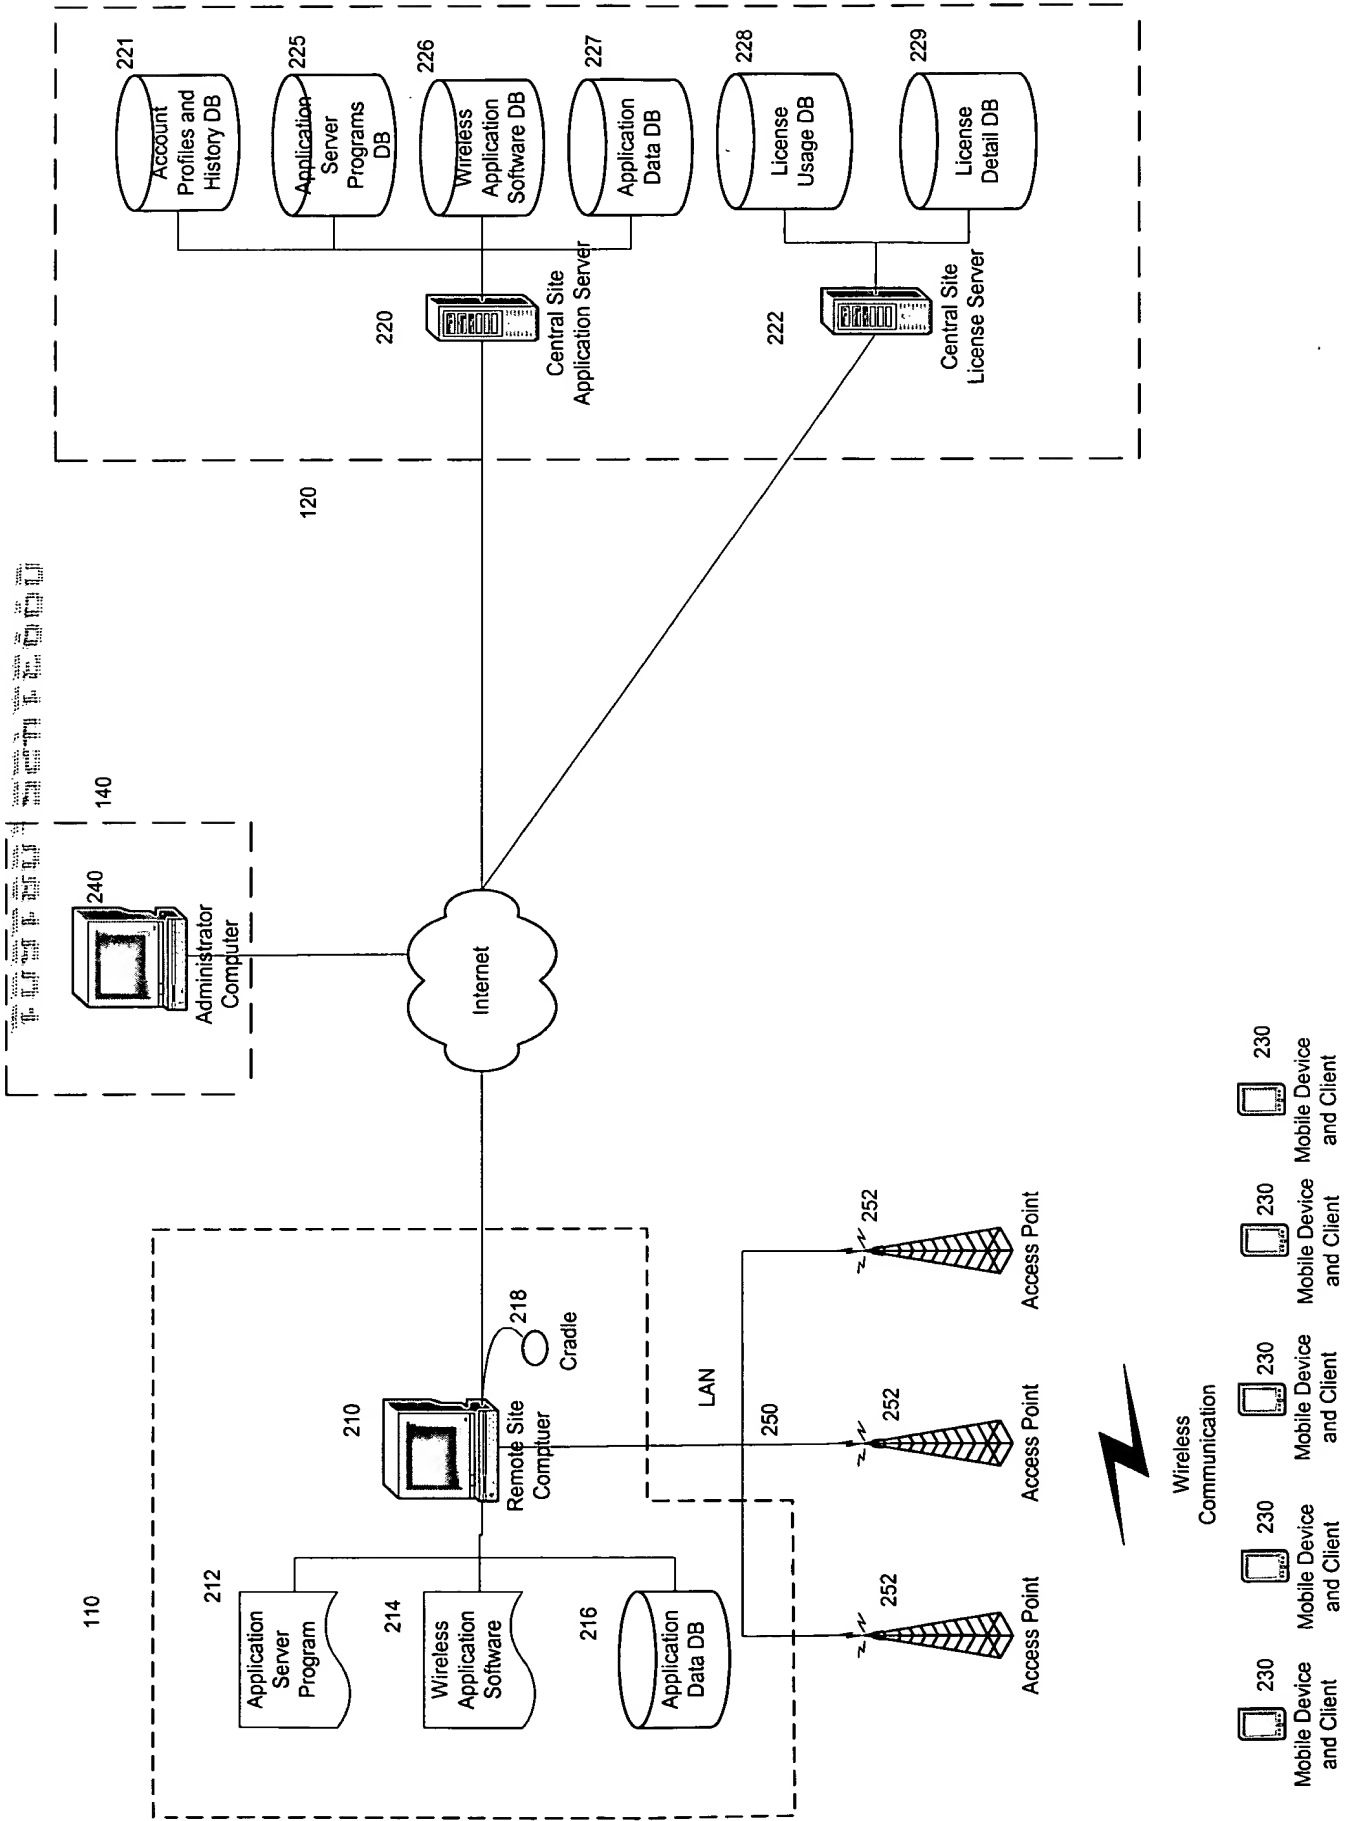 140
240
Administrator
Computer
120
221
Account
Profiles and
History DB
225
Application
Server
Programs
DB
226
Wireless
Application
Software DB
227
Application
Data DB
228
License
Usage DB
229
License
Detail DB
220
Central Site
Application Server
222
Central Site
License Server
Internet
110
212
Application
Server
Program
214
Wireless
Application
Software
216
Application
Data DB
210
Remote Site
Comptuer
218
Cradle
LAN
250
252
Access Point
252
Access Point
252
Access Point
Wireless
Communication
230
Mobile Device
and Client
230
Mobile Device
and Client
230
Mobile Device
and Client
230
Mobile Device
and Client
230
Mobile Device
and Client